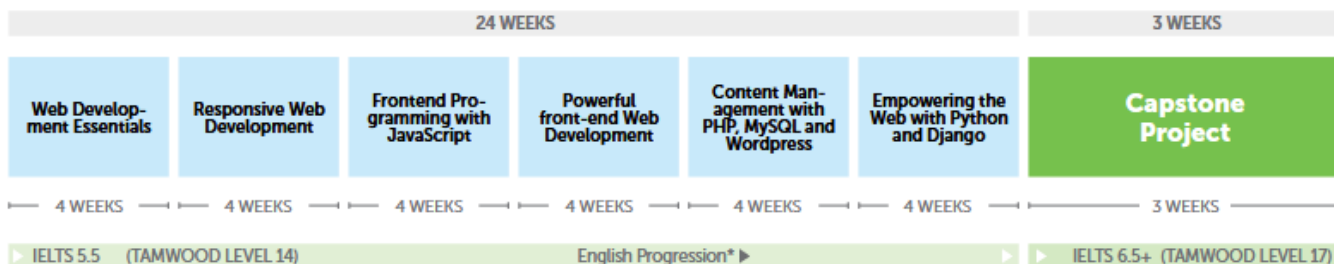 24 WEEKS
3 WEEKS
Web Develop-
ment Essentials
Responsive Web
Development
Frontend Pro-
gramming with
JavaScript
Powerful
front-end Web
Development
Content Man-
agement with
PHP, MySQL and
Wordpress
Empowering the
Web with Python
and Django
Capstone
Project
4 WEEKS
4 WEEKS
4 WEEKS
4 WEEKS
4 WEEKS
4 WEEKS
3 WEEKS
IELTS 5.5 (TAMWOOD LEVEL 14)
English Progression*
IELTS 6.5+ (TAMWOOD LEVEL 17)